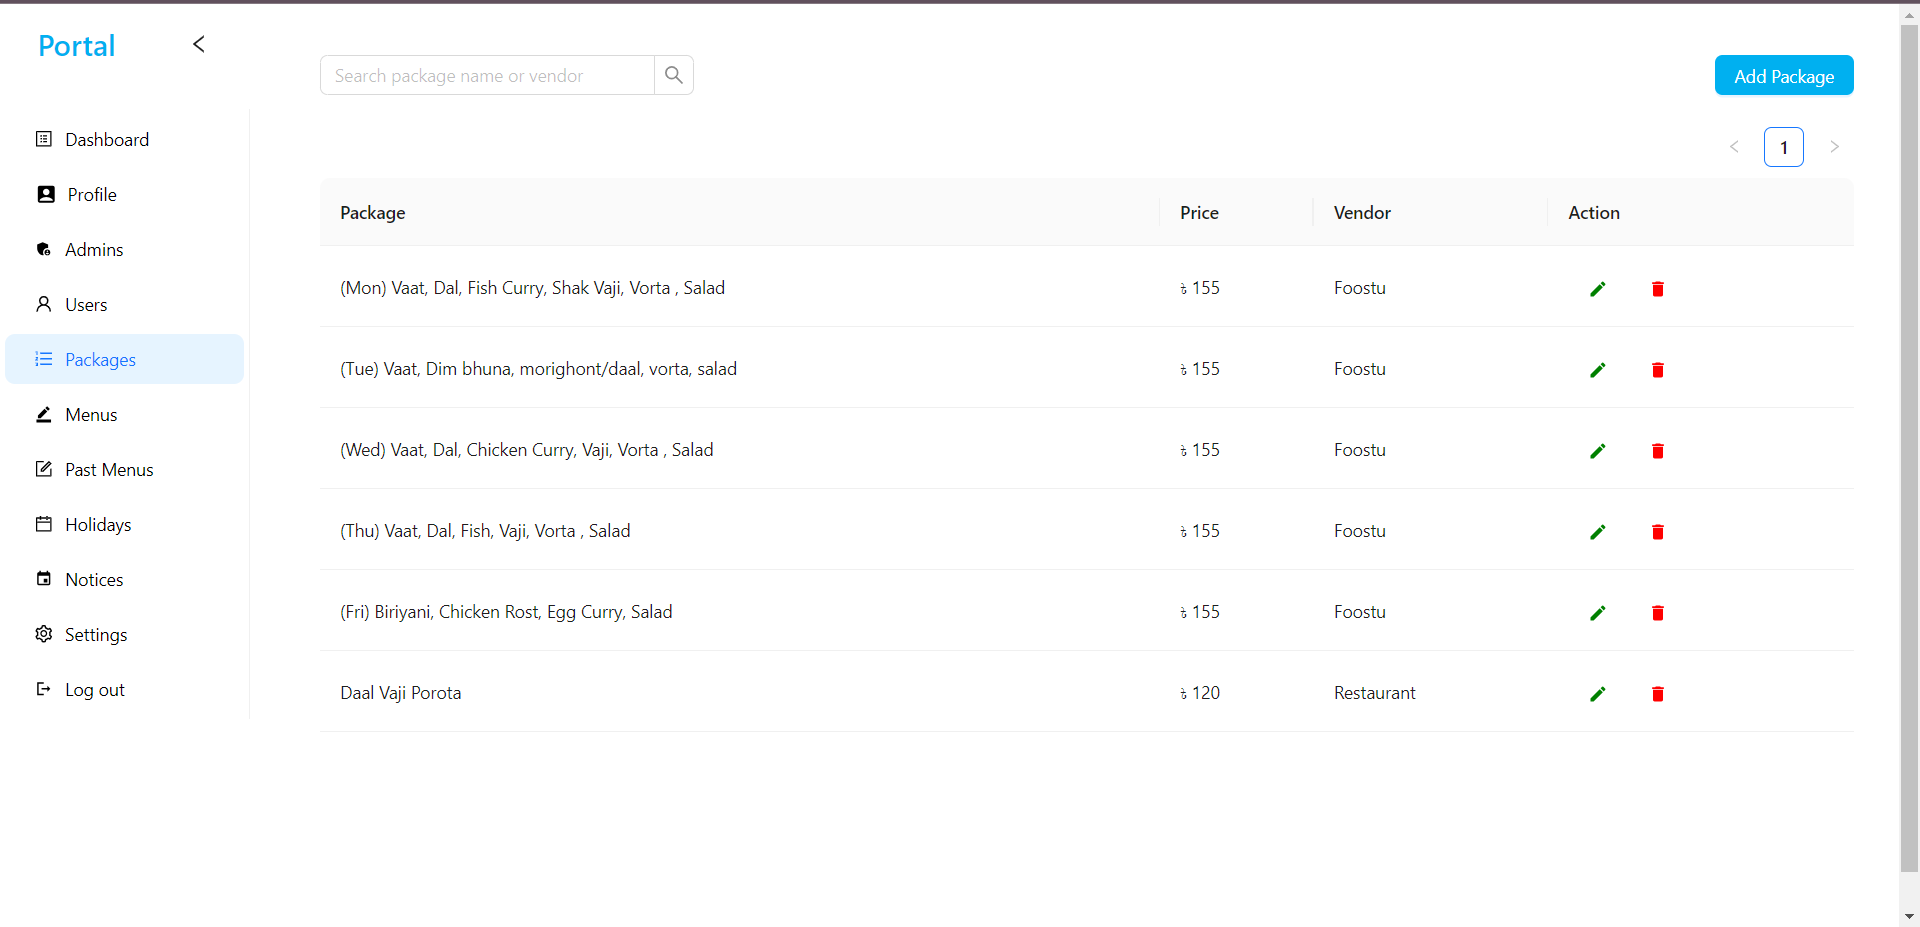 Portal
Search package name or vendor
Add Package
1
Dashboard
Profile
Admins
Users
Packages
Menus
Past Menus
Holidays
Notices
Settings
Log out
Package Price Vendor Action
(Mon) Vaat, Dal, Fish Curry, Shak Vaji, Vorta , Salad ৳ 155 Foostu
(Tue) Vaat, Dim bhuna, morighont/daal, vorta, salad ৳ 155 Foostu
(Wed) Vaat, Dal, Chicken Curry, Vaji, Vorta , Salad ৳ 155 Foostu
(Thu) Vaat, Dal, Fish, Vaji, Vorta , Salad ৳ 155 Foostu
(Fri) Biriyani, Chicken Rost, Egg Curry, Salad ৳ 155 Foostu
Daal Vaji Porota ৳ 120 Restaurant